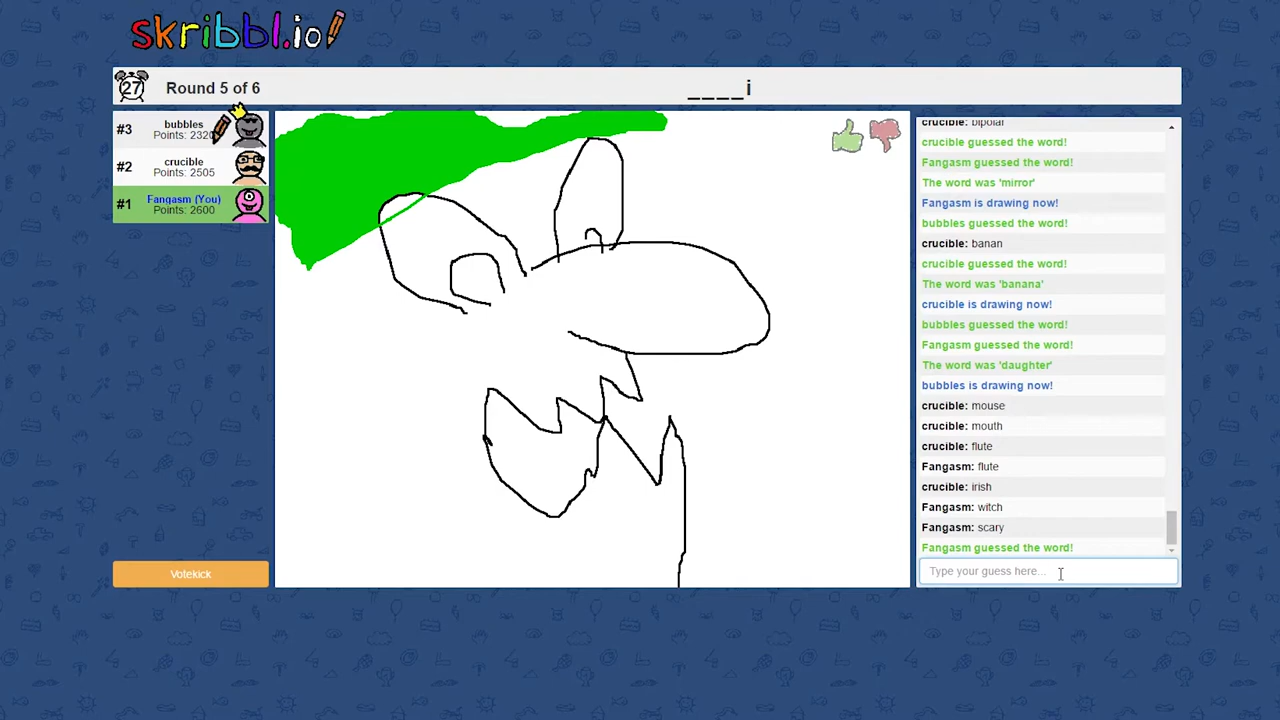 skribbl.io
27
Round 5 of 6
____i
#3
bubbles
Points: 2320
#2
crucible
Points: 2505
#1
Fangasm (You)
Points: 2600
Votekick
crucible: bipolar
crucible guessed the word!
Fangasm guessed the word!
The word was 'mirror'
Fangasm is drawing now!
bubbles guessed the word!
crucible: banan
crucible guessed the word!
The word was 'banana'
crucible is drawing now!
bubbles guessed the word!
Fangasm guessed the word!
The word was 'daughter'
bubbles is drawing now!
crucible: mouse
crucible: mouth
crucible: flute
Fangasm: flute
crucible: irish
Fangasm: witch
Fangasm: scary
Fangasm guessed the word!
Type your guess here...